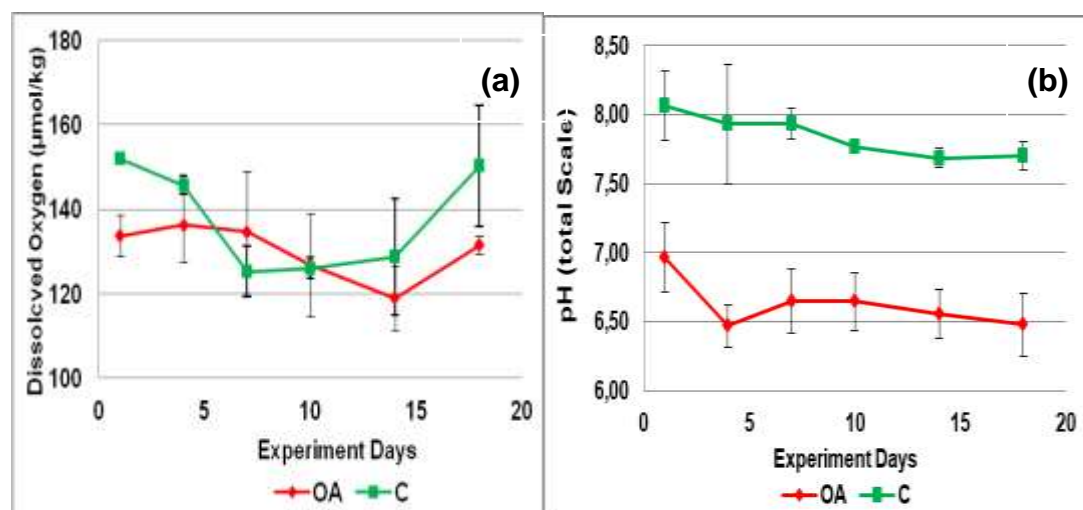 (a)
Dissolcved Oxygen (µmol/kg)
180
160
140
120
100
0 5 10 15 20
Experiment Days
OA C
(b)
pH (total Scale)
8,50
8,00
7,50
7,00
6,50
6,00
0 5 10 15 20
Experiment Days
OA C